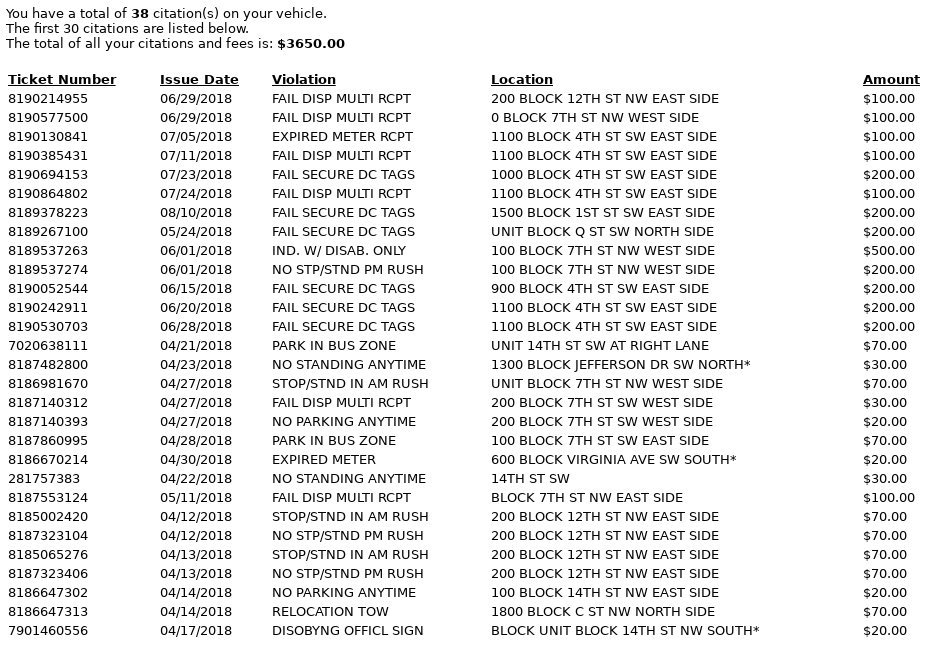 You have a total of 38 citation(s) on your vehicle.
The first 30 citations are listed below.
The total of all your citations and fees is: $3650.00
Ticket Number Issue Date Violation Location Amount
8190214955 06/29/2018 FAIL DISP MULTI RCPT 200 BLOCK 12TH ST NW EAST SIDE $100.00
8190577500 06/29/2018 FAIL DISP MULTI RCPT 0 BLOCK 7TH ST NW WEST SIDE $100.00
8190130841 07/05/2018 EXPIRED METER RCPT 1100 BLOCK 4TH ST SW EAST SIDE $100.00
8190385431 07/11/2018 FAIL DISP MULTI RCPT 1100 BLOCK 4TH ST SW EAST SIDE $100.00
8190694153 07/23/2018 FAIL SECURE DC TAGS 1000 BLOCK 4TH ST SW EAST SIDE $200.00
8190864802 07/24/2018 FAIL DISP MULTI RCPT 1100 BLOCK 4TH ST SW EAST SIDE $100.00
8189378223 08/10/2018 FAIL SECURE DC TAGS 1500 BLOCK 1ST ST SW EAST SIDE $200.00
8189267100 05/24/2018 FAIL SECURE DC TAGS UNIT BLOCK Q ST SW NORTH SIDE $200.00
8189537263 06/01/2018 IND. W/ DISAB. ONLY 100 BLOCK 7TH ST NW WEST SIDE $500.00
8189537274 06/01/2018 NO STP/STND PM RUSH 100 BLOCK 7TH ST NW WEST SIDE $200.00
8190052544 06/15/2018 FAIL SECURE DC TAGS 900 BLOCK 4TH ST SW EAST SIDE $200.00
8190242911 06/20/2018 FAIL SECURE DC TAGS 1100 BLOCK 4TH ST SW EAST SIDE $200.00
8190530703 06/28/2018 FAIL SECURE DC TAGS 1100 BLOCK 4TH ST SW EAST SIDE $200.00
7020638111 04/21/2018 PARK IN BUS ZONE UNIT 14TH ST SW AT RIGHT LANE $70.00
8187482800 04/23/2018 NO STANDING ANYTIME 1300 BLOCK JEFFERSON DR SW NORTH* $30.00
8186981670 04/27/2018 STOP/STND IN AM RUSH UNIT BLOCK 7TH ST NW WEST SIDE $70.00
8187140312 04/27/2018 FAIL DISP MULTI RCPT 200 BLOCK 7TH ST SW WEST SIDE $30.00
8187140393 04/27/2018 NO PARKING ANYTIME 200 BLOCK 7TH ST SW WEST SIDE $20.00
8187860995 04/28/2018 PARK IN BUS ZONE 100 BLOCK 7TH ST SW EAST SIDE $70.00
8186670214 04/30/2018 EXPIRED METER 600 BLOCK VIRGINIA AVE SW SOUTH* $20.00
281757383 04/22/2018 NO STANDING ANYTIME 14TH ST SW $30.00
8187553124 05/11/2018 FAIL DISP MULTI RCPT BLOCK 7TH ST NW EAST SIDE $100.00
8185002420 04/12/2018 STOP/STND IN AM RUSH 200 BLOCK 12TH ST NW EAST SIDE $70.00
8187323104 04/12/2018 NO STP/STND PM RUSH 200 BLOCK 12TH ST NW EAST SIDE $70.00
8185065276 04/13/2018 STOP/STND IN AM RUSH 200 BLOCK 12TH ST NW EAST SIDE $70.00
8187323406 04/13/2018 NO STP/STND PM RUSH 200 BLOCK 12TH ST NW EAST SIDE $70.00
8186647302 04/14/2018 NO PARKING ANYTIME 100 BLOCK 14TH ST NW EAST SIDE $20.00
8186647313 04/14/2018 RELOCATION TOW 1800 BLOCK C ST NW NORTH SIDE $70.00
7901460556 04/17/2018 DISOBYNG OFFICL SIGN BLOCK UNIT BLOCK 14TH ST NW SOUTH* $20.00